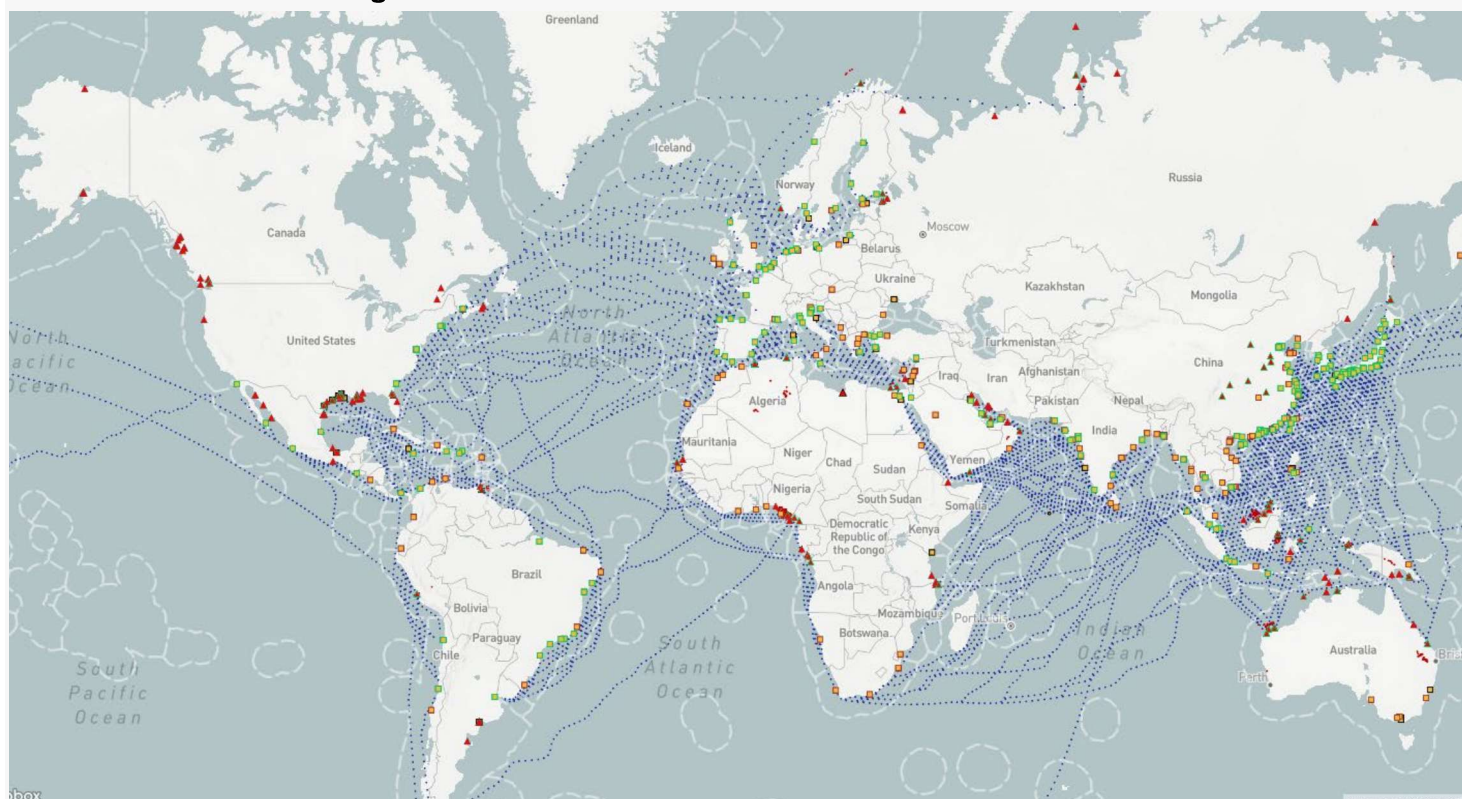 Greenland
Iceland
Norway
Russia
Moscow
Canada
Belarus
Ukraine
Kazakhstan
Mongolia
North
Atlantic
United States
Turkmenistan
China
Iraq
Iran
Afghanistan
Algeria
Pakistan
Nepal
India
Mauritania
Niger
Chad
Sudan
Yemen
Nigeria
South Sudan
Somalia
Democratic
Republic of
the Congo
Kenya
Brazil
Angola
Bolivia
Mozambique
Port Louis
Paraguay
Botswana
Indian
Ocean
Chile
South
Atlantic
Ocean
South
Pacific
Ocean
Australia
Perth